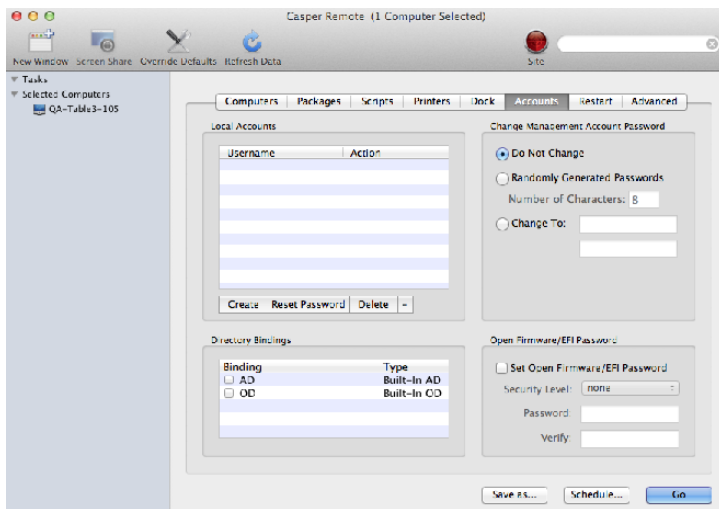 Casper Remote (1 Computer Selected)
New Window Screen Share Override Defaults Refresh Data Site
Tasks
Selected Computers
QA-Table3-105
Computers Packages Scripts Printers Dock Accounts Restart Advanced
Local Accounts
Username Action
Create Reset Password Delete -
Change Management Account Password
Do Not Change
Randomly Generated Passwords
Number of Characters: 8
Change To:
Directory Bindings
Binding Type
AD Built-In AD
OD Built-In OD
Open Firmware/EFI Password
Set Open Firmware/EFI Password
Security Level: none
Password:
Verify:
Save as... Schedule... Go